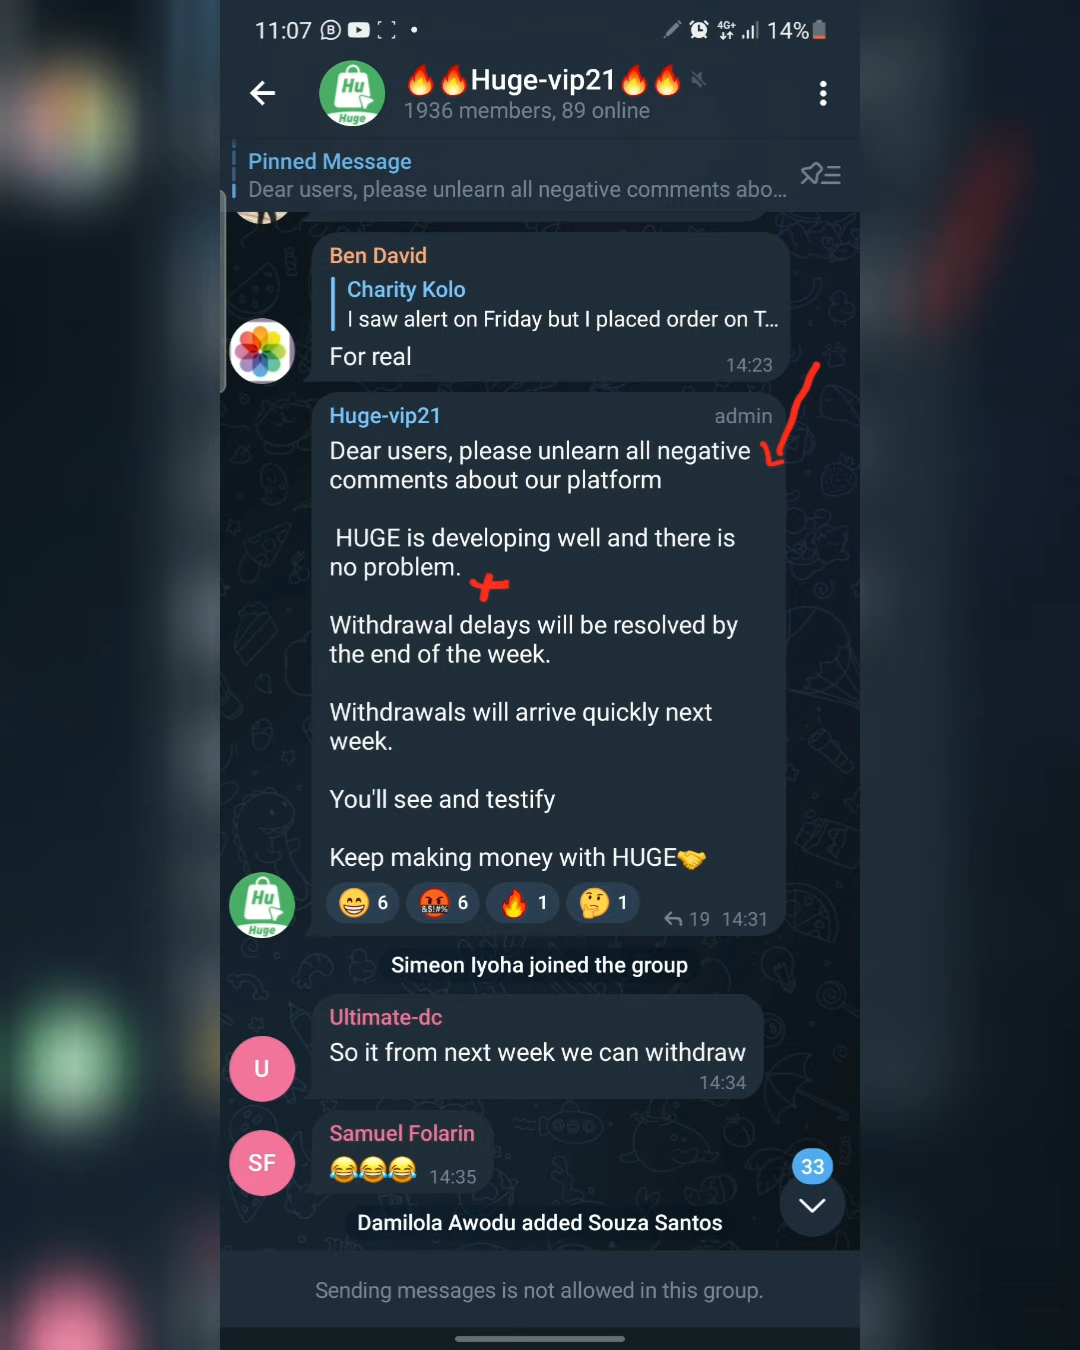 11:07
4G+
14%
Hu
Huge
🔥🔥Huge-vip21🔥🔥
1936 members, 89 online
Pinned Message
Dear users, please unlearn all negative comments abo...
Ben David
Charity Kolo
I saw alert on Friday but I placed order on T...
For real
14:23
Huge-vip21 admin
Dear users, please unlearn all negative
comments about our platform
HUGE is developing well and there is
no problem.
Withdrawal delays will be resolved by
the end of the week.
Withdrawals will arrive quickly next
week.
You'll see and testify
Keep making money with HUGE🤝
Hu
Huge
😁 6 🤬 6 🔥 1 🤔 1
19 14:31
Simeon Iyoha joined the group
Ultimate-dc
U
So it from next week we can withdraw
14:34
Samuel Folarin
SF
😂😂😂 14:35
33
Damilola Awodu added Souza Santos
Sending messages is not allowed in this group.